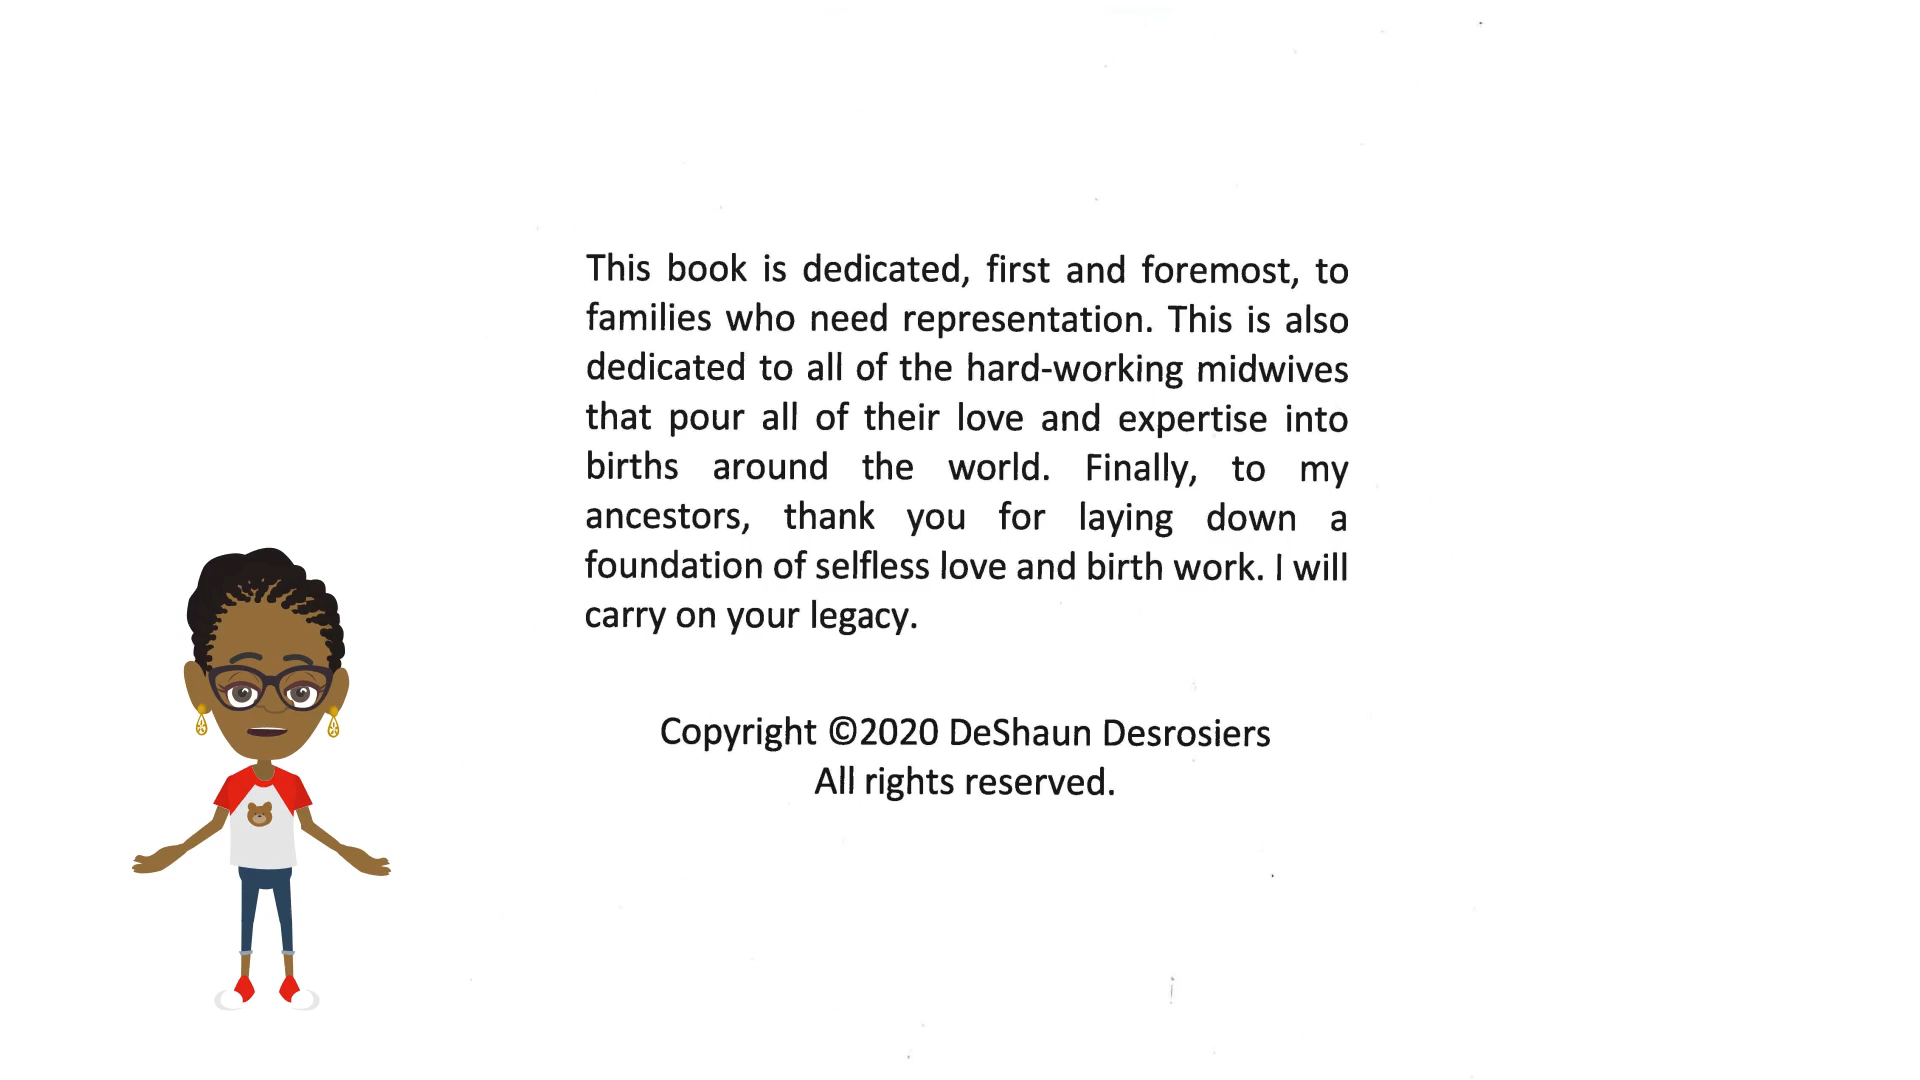 This book is dedicated, first and foremost, to
families who need representation. This is also
dedicated to all of the hard-working midwives
that pour all of their love and expertise into
births around the world. Finally, to my
ancestors, thank you for laying down a
foundation of selfless love and birth work. I will
carry on your legacy.
Copyright ©2020 DeShaun Desrosiers
All rights reserved.